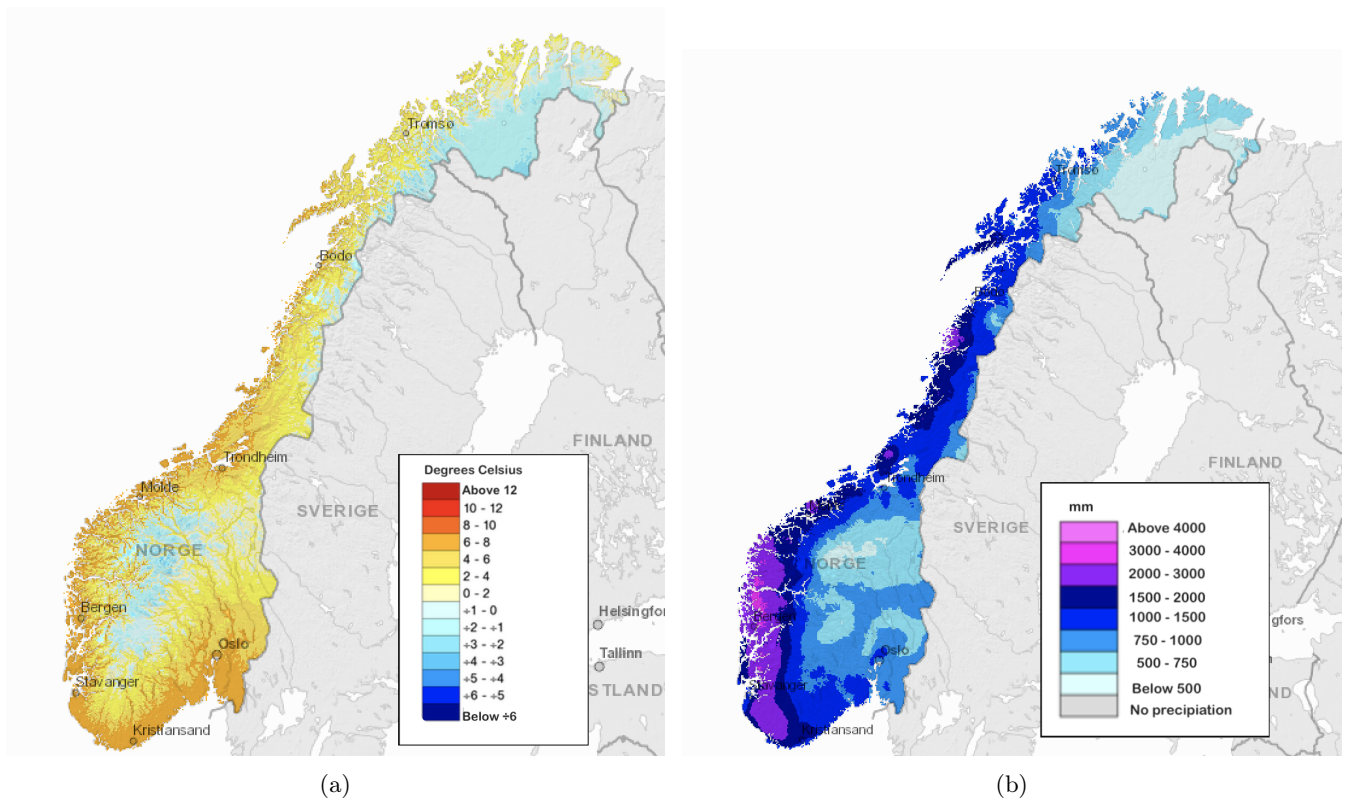 Tromsø
Bodø
Trondheim
Molde
NORGE
Bergen
Oslo
Stavanger
Kristiansand
SVERIGE
FINLAND
Helsingfor
Tallinn
STLAND
Degrees Celsius
Above 12
10 - 12
8 - 10
6 - 8
4 - 6
2 - 4
0 - 2
÷1 - 0
÷2 - ÷1
÷3 - ÷2
÷4 - ÷3
÷5 - ÷4
÷6 - ÷5
Below ÷6
(a)
Tromsø
Trondheim
NORGE
Bergen
Oslo
Stavanger
Kristiansand
SVERIGE
FINLAND
gfors
ND
mm
Above 4000
3000 - 4000
2000 - 3000
1500 - 2000
1000 - 1500
750 - 1000
500 - 750
Below 500
No precipiation
(b)